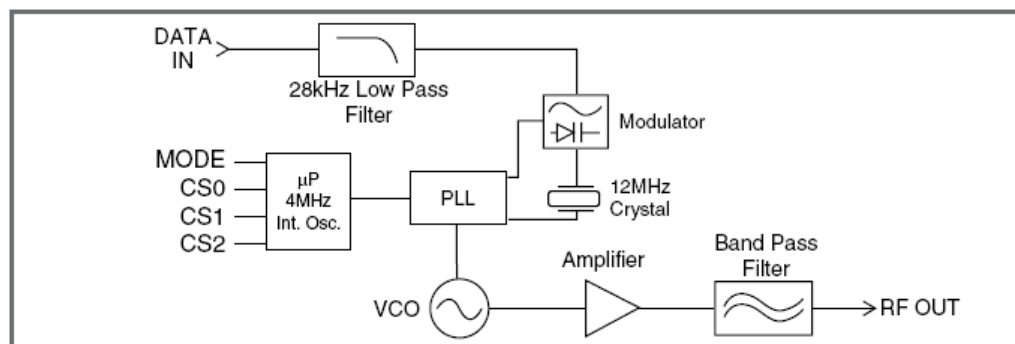 DATA
IN
28kHz Low Pass
Filter
Modulator
MODE
CS0
CS1
CS2
µP
4MHz
Int. Osc.
PLL
12MHz
Crystal
VCO
Amplifier
Band Pass
Filter
RF OUT